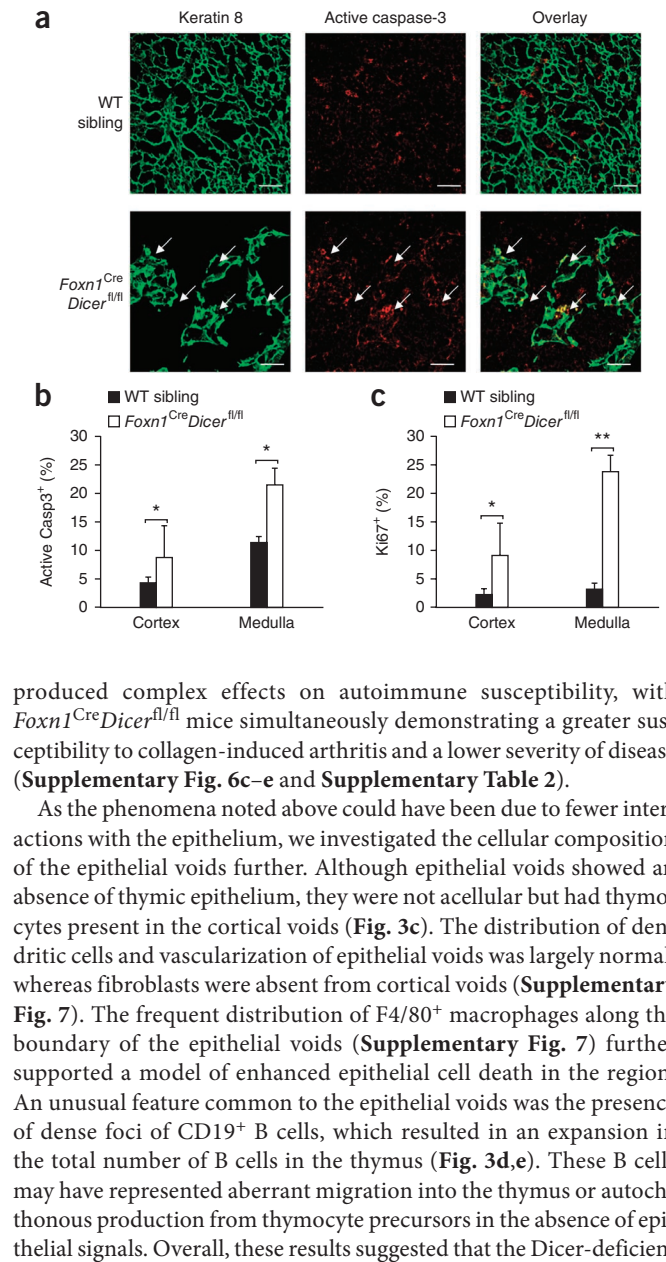 a
Keratin 8 Active caspase-3 Overlay
WT
sibling
Foxn1Cre
Dicerfl/fl
b
WT sibling
Foxn1CreDicerfl/fl
Active Casp3+ (%)
30
25
20
15
10
5
0
* *
Cortex Medulla
c
WT sibling
Foxn1CreDicerfl/fl
Ki67+ (%)
30
25
20
15
10
5
0
* **
Cortex Medulla
produced complex effects on autoimmune susceptibility, with
Foxn1CreDicerfl/fl mice simultaneously demonstrating a greater sus
ceptibility to collagen-induced arthritis and a lower severity of diseas
(Supplementary Fig. 6c–e and Supplementary Table 2).
As the phenomena noted above could have been due to fewer inter
actions with the epithelium, we investigated the cellular composition
of the epithelial voids further. Although epithelial voids showed an
absence of thymic epithelium, they were not acellular but had thymo
cytes present in the cortical voids (Fig. 3c). The distribution of den
dritic cells and vascularization of epithelial voids was largely normal
whereas fibroblasts were absent from cortical voids (Supplementary
Fig. 7). The frequent distribution of F4/80+ macrophages along th
boundary of the epithelial voids (Supplementary Fig. 7) furthe
supported a model of enhanced epithelial cell death in the region
An unusual feature common to the epithelial voids was the presenc
of dense foci of CD19+ B cells, which resulted in an expansion in
the total number of B cells in the thymus (Fig. 3d,e). These B cell
may have represented aberrant migration into the thymus or autoch
thonous production from thymocyte precursors in the absence of epi
thelial signals. Overall, these results suggested that the Dicer-deficien